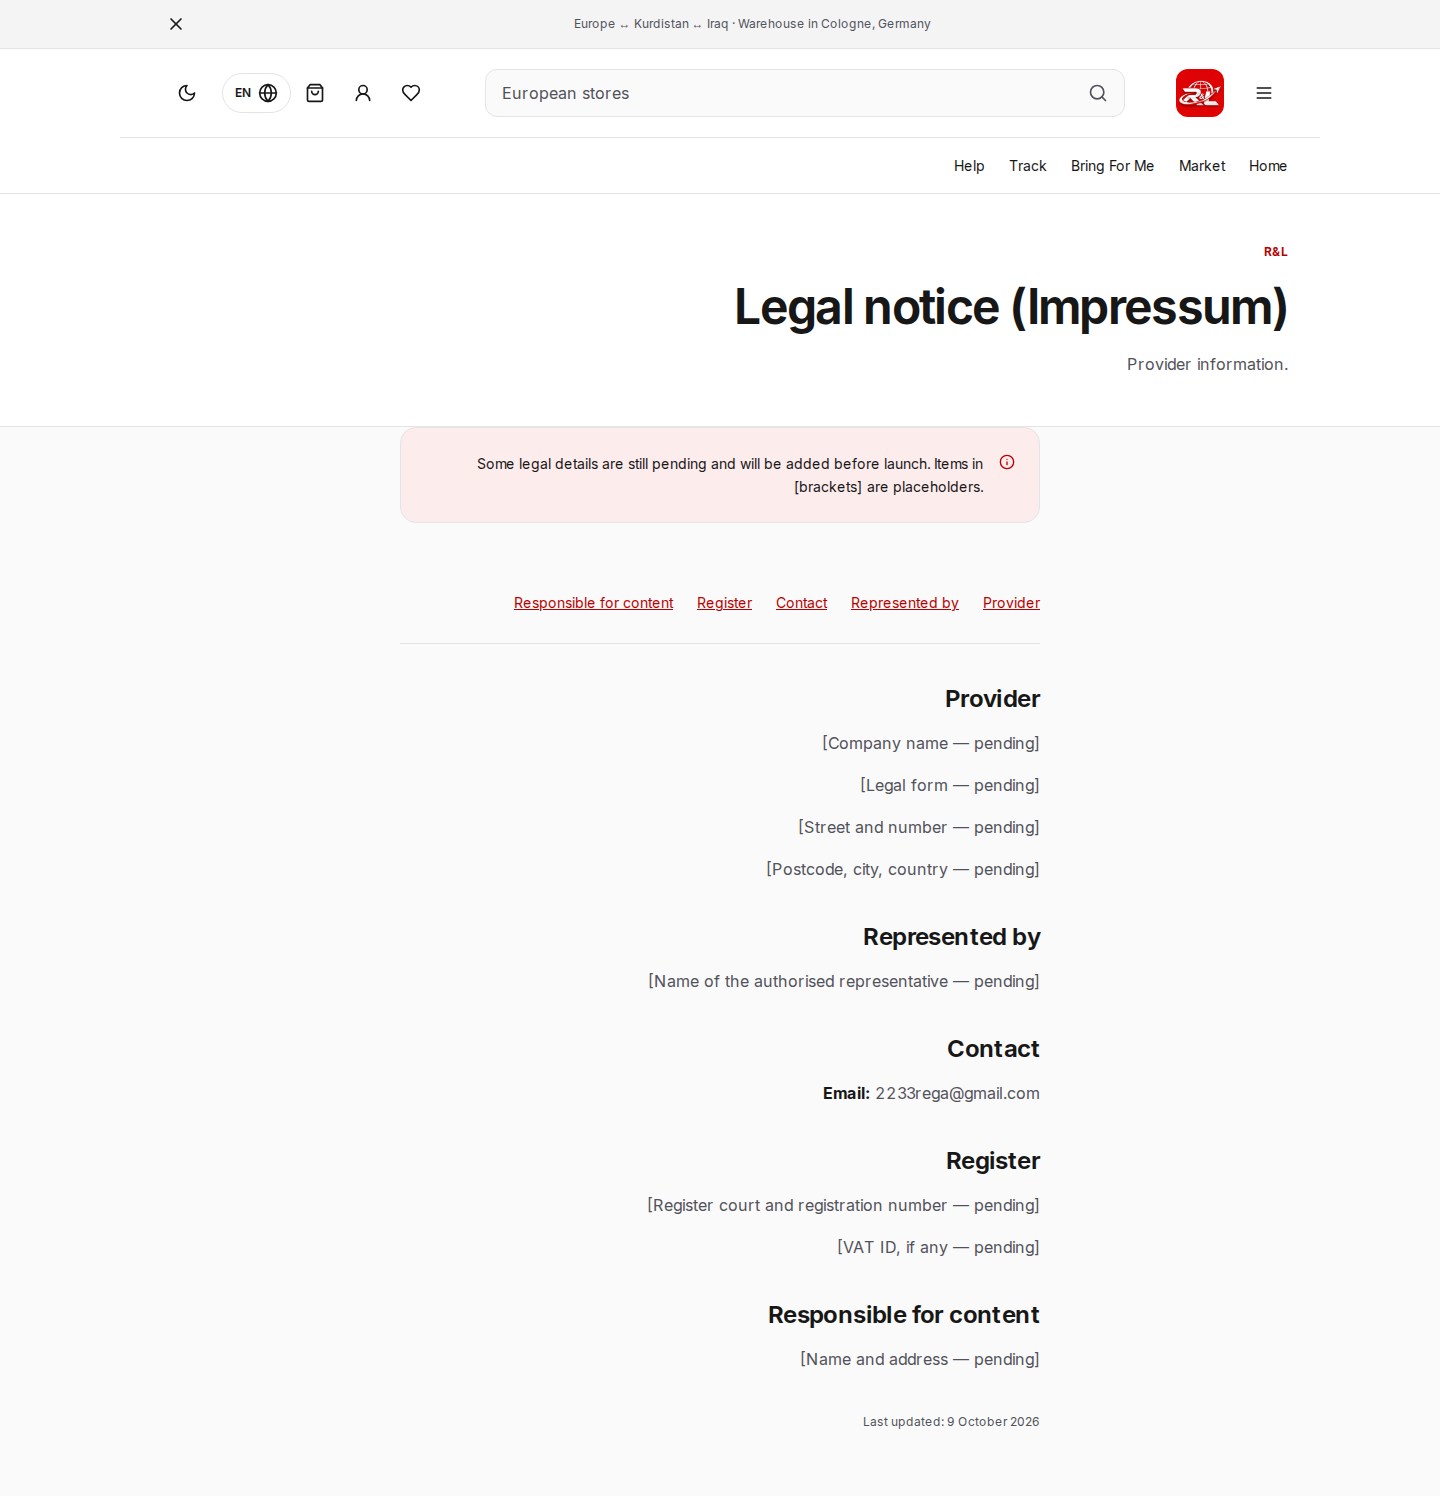 Europe ↔ Kurdistan ↔ Iraq · Warehouse in Cologne, Germany
EN
European stores
R&L
Help
Track
Bring For Me
Market
Home
R&L
Legal notice (Impressum)
Provider information.
Some legal details are still pending and will be added before launch. Items in
[brackets] are placeholders.
Responsible for content
Register
Contact
Represented by
Provider
Provider
[Company name — pending]
[Legal form — pending]
[Street and number — pending]
[Postcode, city, country — pending]
Represented by
[Name of the authorised representative — pending]
Contact
Email: 2233rega@gmail.com
Register
[Register court and registration number — pending]
[VAT ID, if any — pending]
Responsible for content
[Name and address — pending]
Last updated: 9 October 2026